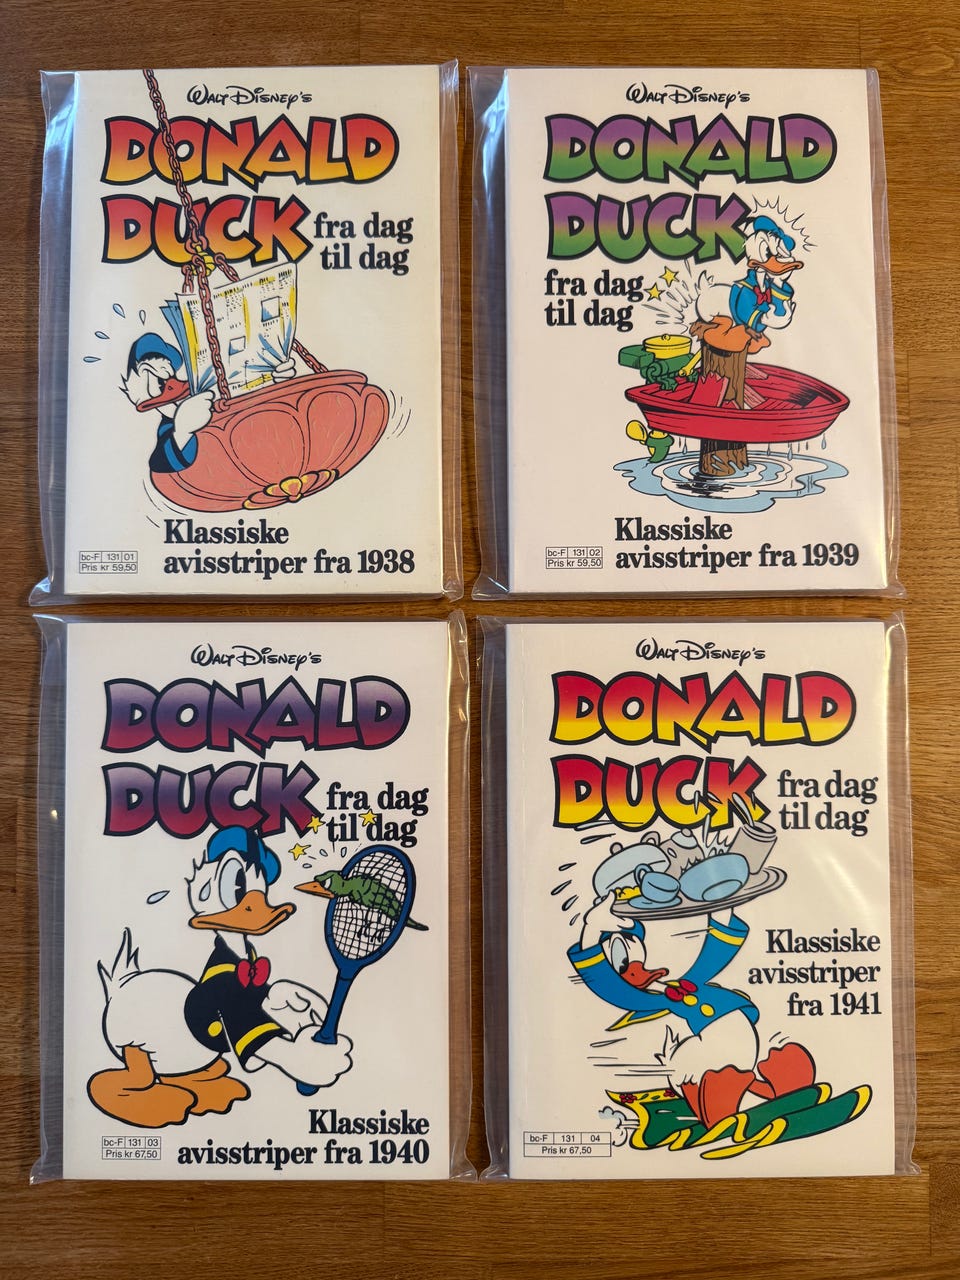 WALT DISNEY'S
DONALD
DUCK
fra dag
til dag
Klassiske
avisstriper fra 1938
bc-F 131 01
Pris kr 59,50
WALT DISNEY'S
DONALD
DUCK
fra dag
til dag
Klassiske
avisstriper fra 1939
bc-F 131 02
Pris kr 59,50
WALT DISNEY'S
DONALD
DUCK
fra dag
til dag
Klassiske
avisstriper fra 1940
bc-F 131 03
Pris kr 67,50
WALT DISNEY'S
DONALD
DUCK
fra dag
til dag
Klassiske
avisstriper
fra 1941
bc-F 131 04
Pris kr 67,50